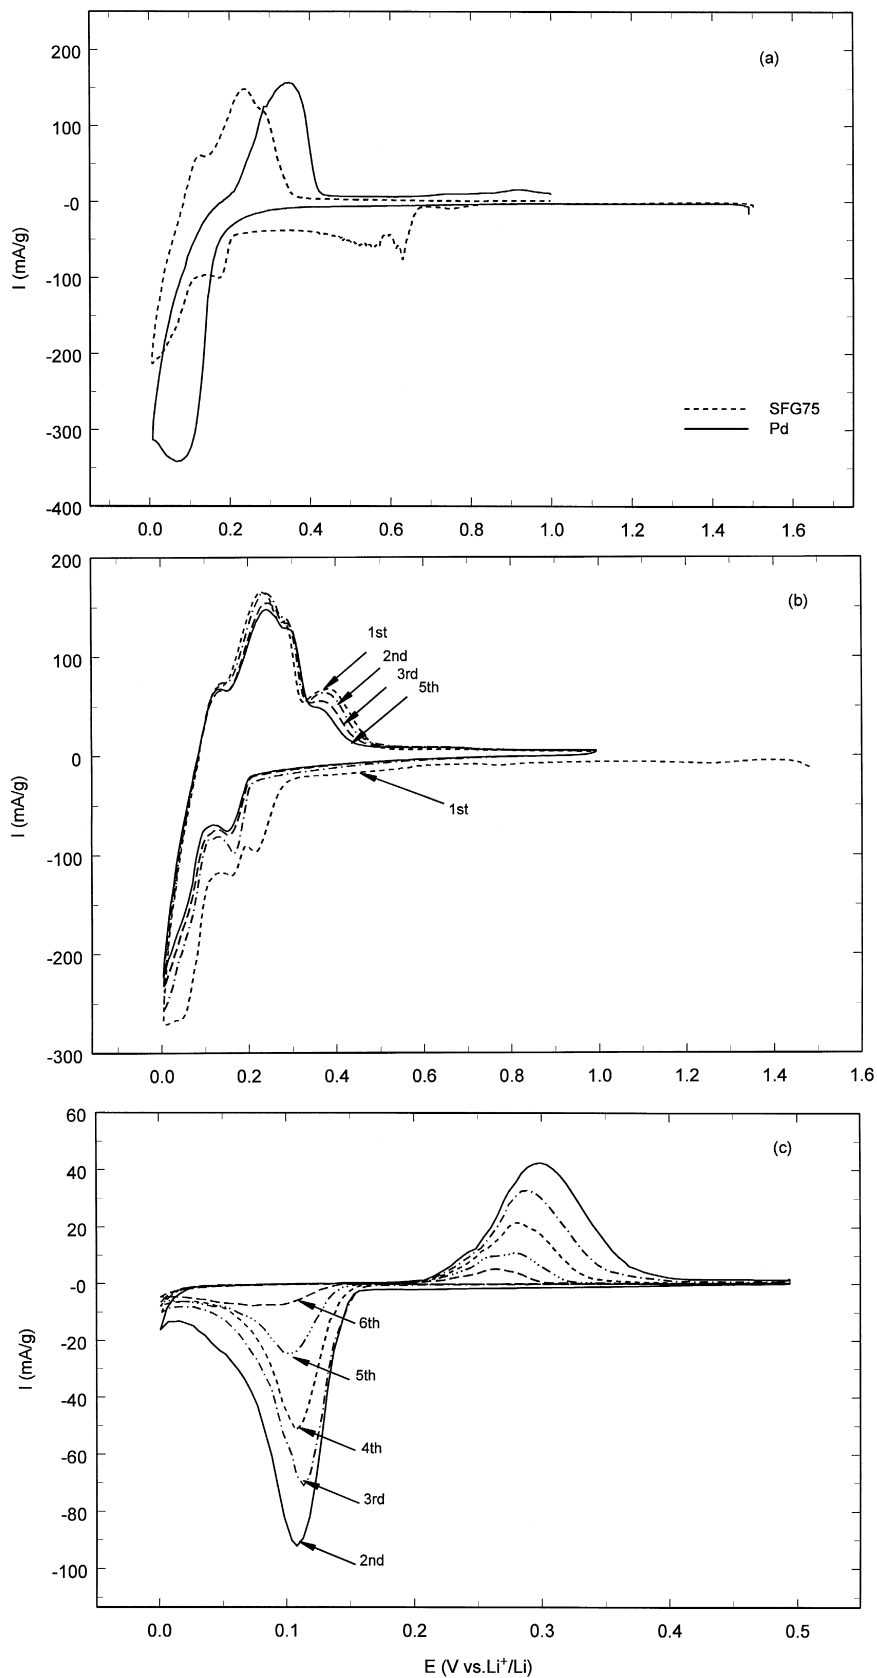 200
(a)
100
-0
I (mA/g)
-100
-200
-300
SFG75
Pd
-400
0.0 0.2 0.4 0.6 0.8 1.0 1.2 1.4 1.6
200
(b)
1st
100
2nd
3rd
5th
0
I (mA/g)
1st
-100
-200
-300
0.0 0.2 0.4 0.6 0.8 1.0 1.2 1.4 1.6
60
(c)
40
20
-0
6th
-20
I (mA/g)
5th
-40
4th
-60
3rd
-80
2nd
-100
0.0 0.1 0.2 0.3 0.4 0.5
E (V vs.Li⁺/Li)